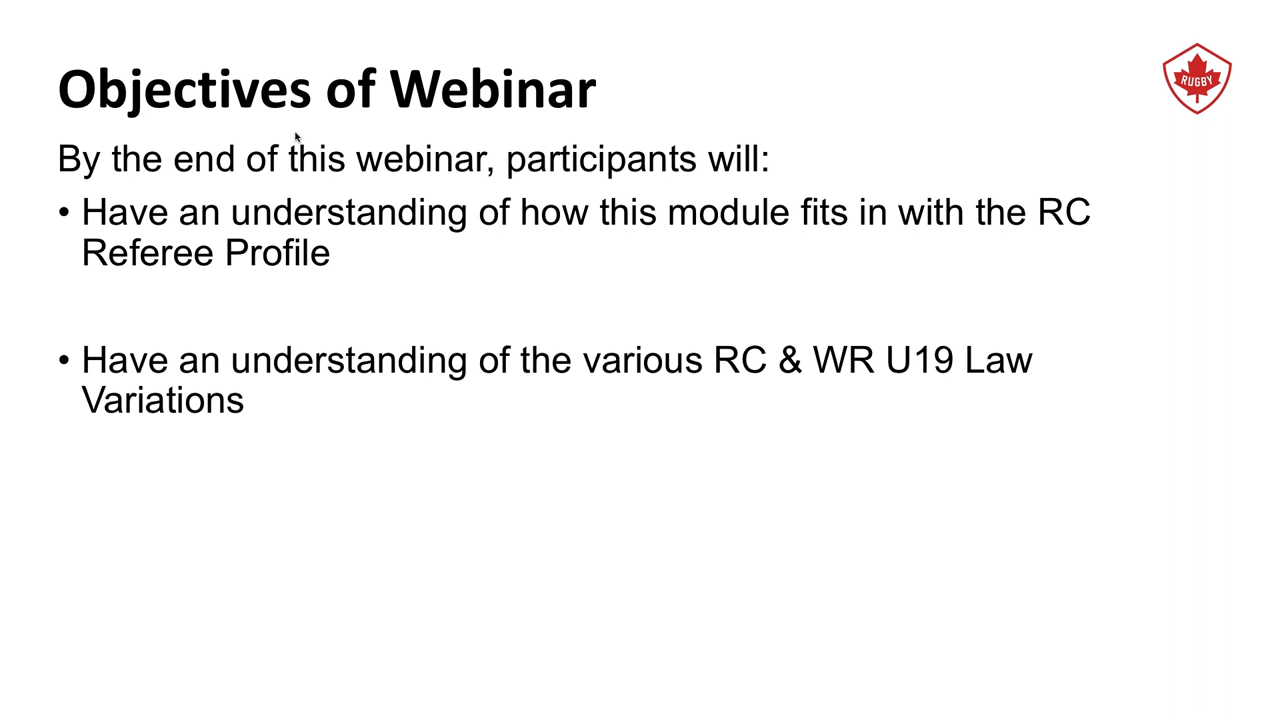 Objectives of Webinar
RUGBY
By the end of this webinar, participants will:
• Have an understanding of how this module fits in with the RC
Referee Profile
• Have an understanding of the various RC & WR U19 Law
Variations